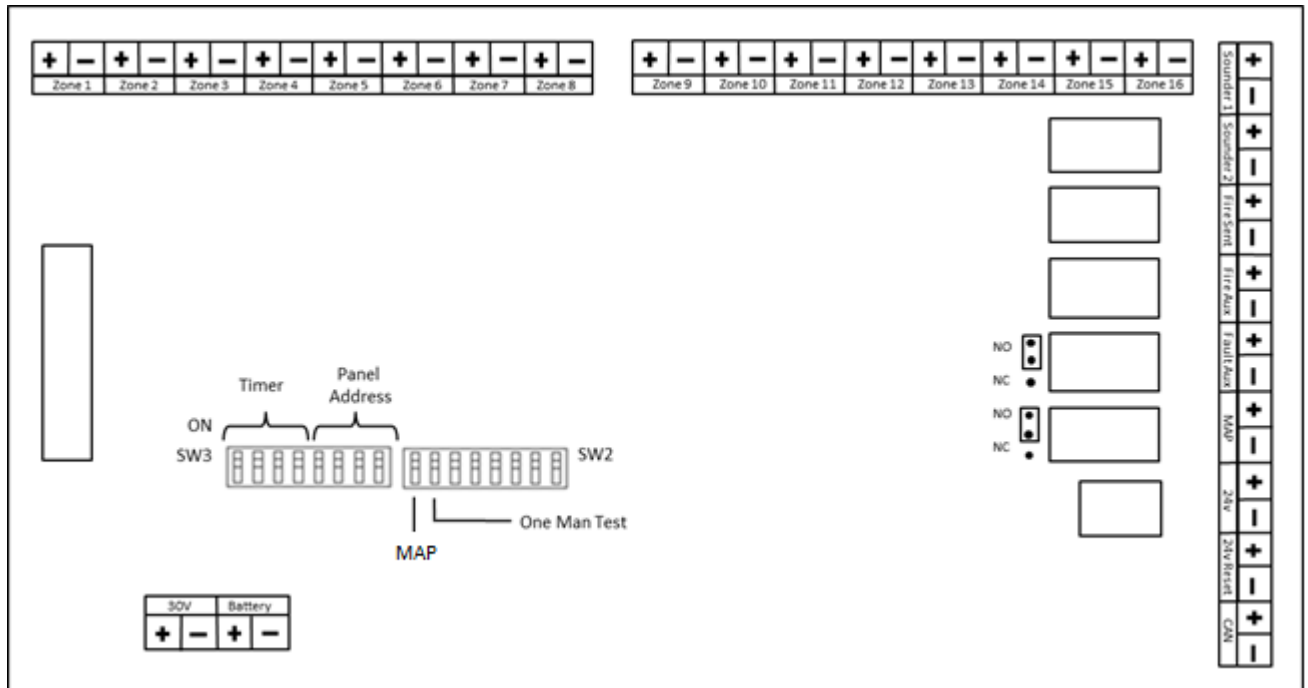 + − + − + − + − + − + − + − + −
Zone 1 Zone 2 Zone 3 Zone 4 Zone 5 Zone 6 Zone 7 Zone 8
+ − + − + − + − + − + − + − + −
Zone 9 Zone 10 Zone 11 Zone 12 Zone 13 Zone 14 Zone 15 Zone 16
Sounder 1 + −
Sounder 2 + −
Fire Sent + −
Fire Aux + −
Fault Aux + −
MAP + −
24v + −
24v Reset + −
CAN + −
NO
NC
NO
NC
Timer
Panel
Address
ON
SW3
SW2
One Man Test
MAP
30V Battery
+ − + −